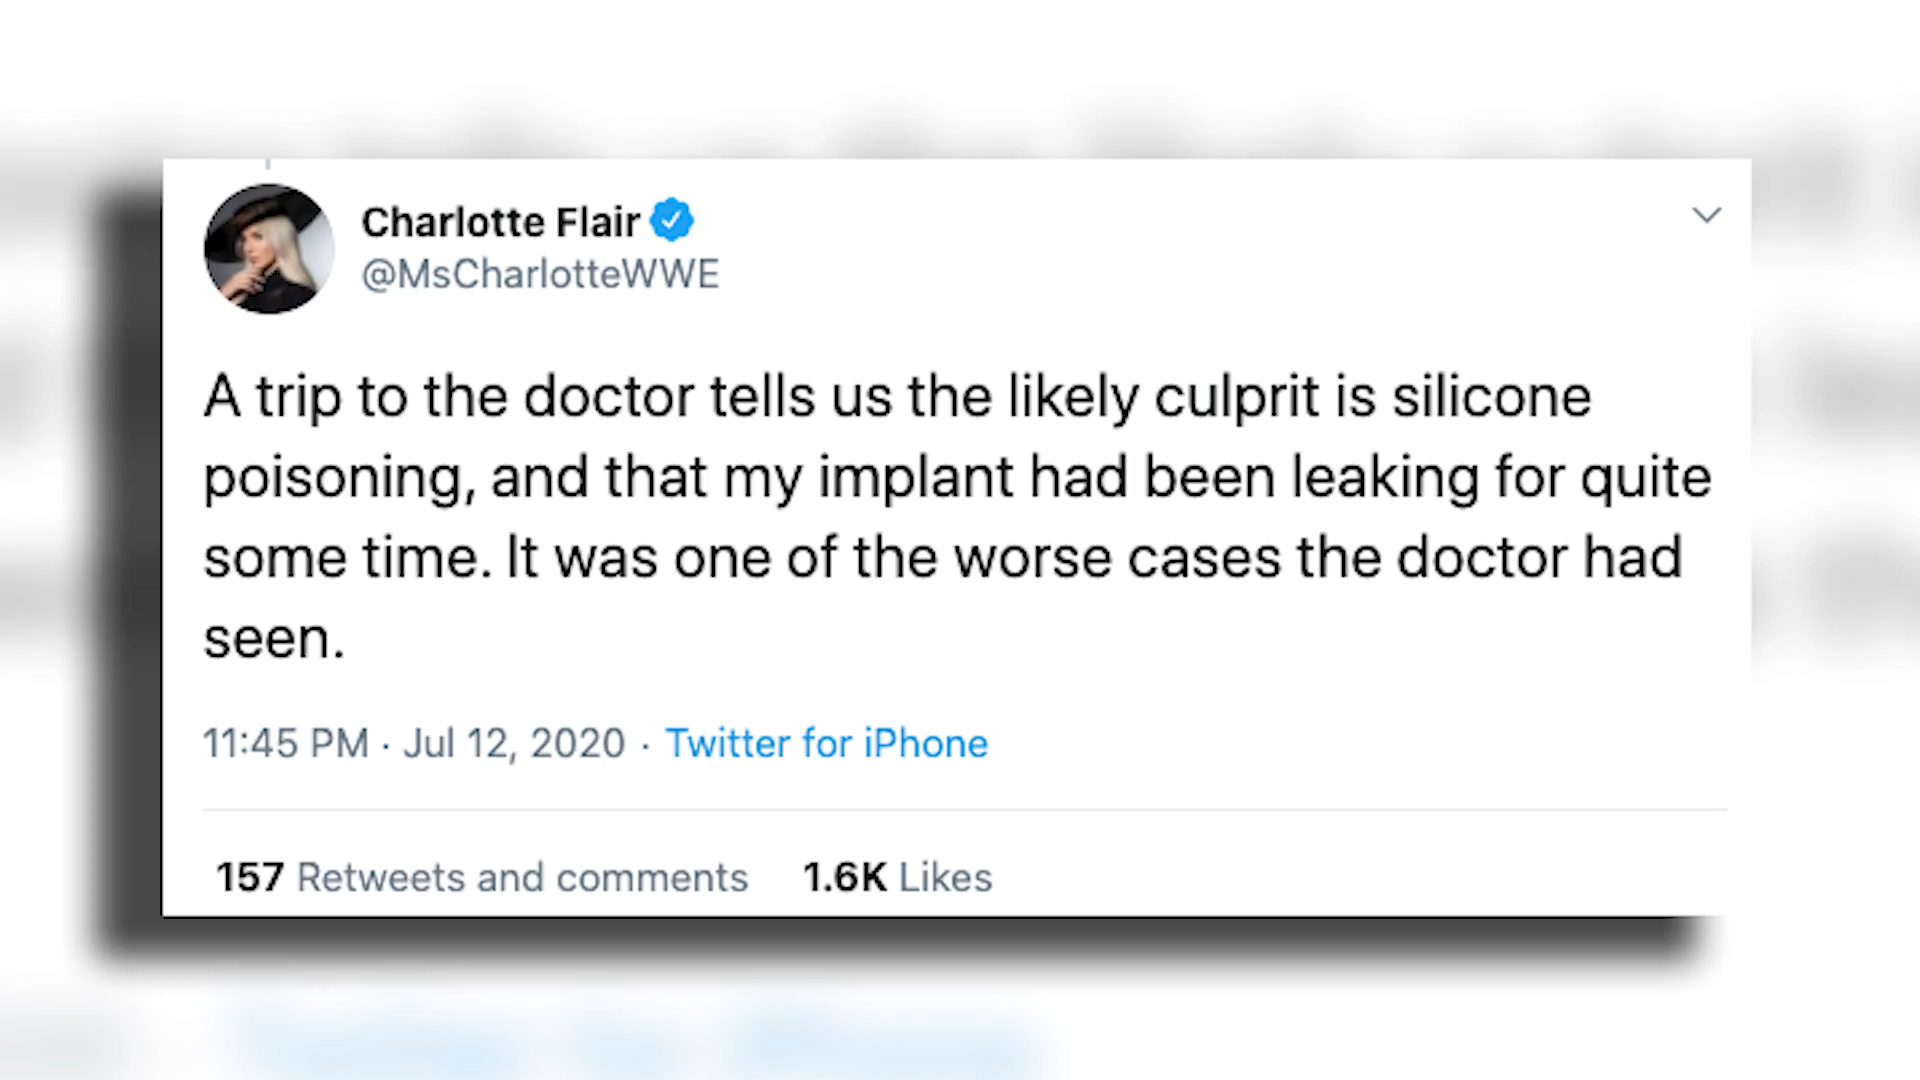 Charlotte Flair
@MsCharlotteWWE
A trip to the doctor tells us the likely culprit is silicone
poisoning, and that my implant had been leaking for quite
some time. It was one of the worse cases the doctor had
seen.
11:45 PM · Jul 12, 2020 · Twitter for iPhone
157 Retweets and comments 1.6K Likes